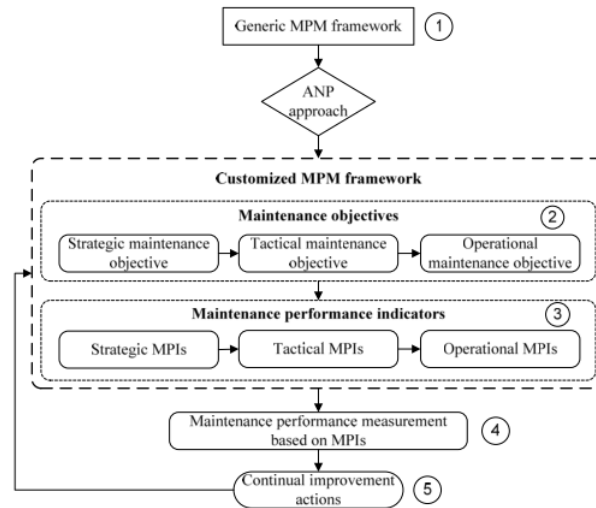 Generic MPM framework
1
ANP
approach
Customized MPM framework
Maintenance objectives
2
Strategic maintenance
objective
Tactical maintenance
objective
Operational
maintenance objective
Maintenance performance indicators
3
Strategic MPIs
Tactical MPIs
Operational MPIs
Maintenance performance measurement
based on MPIs
4
Continual improvement
actions
5